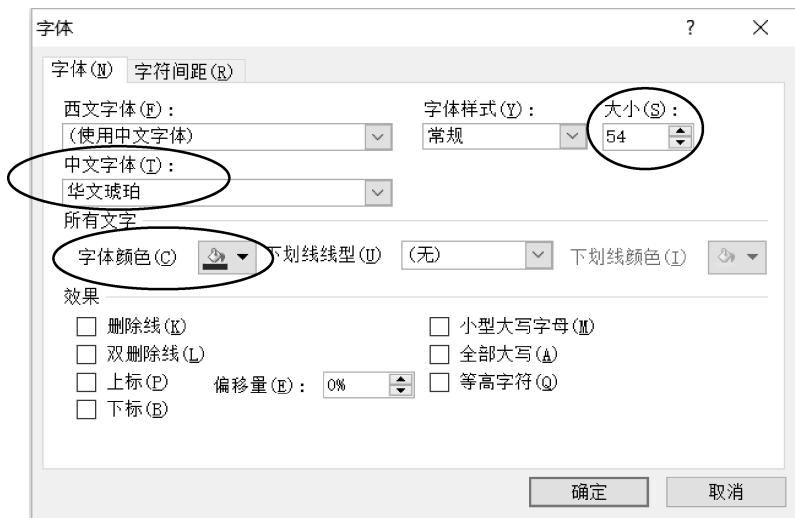 字体 ?
字体(N) 字符间距(R)
西文字体(F): 字体样式(Y): 大小(S):
(使用中文字体) 常规 54
中文字体(T):
华文琥珀
所有文字
字体颜色(C) 下划线线型(U) (无) 下划线颜色(I)
效果
删除线(K) 小型大写字母(M)
双删除线(L) 全部大写(A)
上标(P) 偏移量(E): 0% 等高字符(Q)
下标(B)
确定 取消